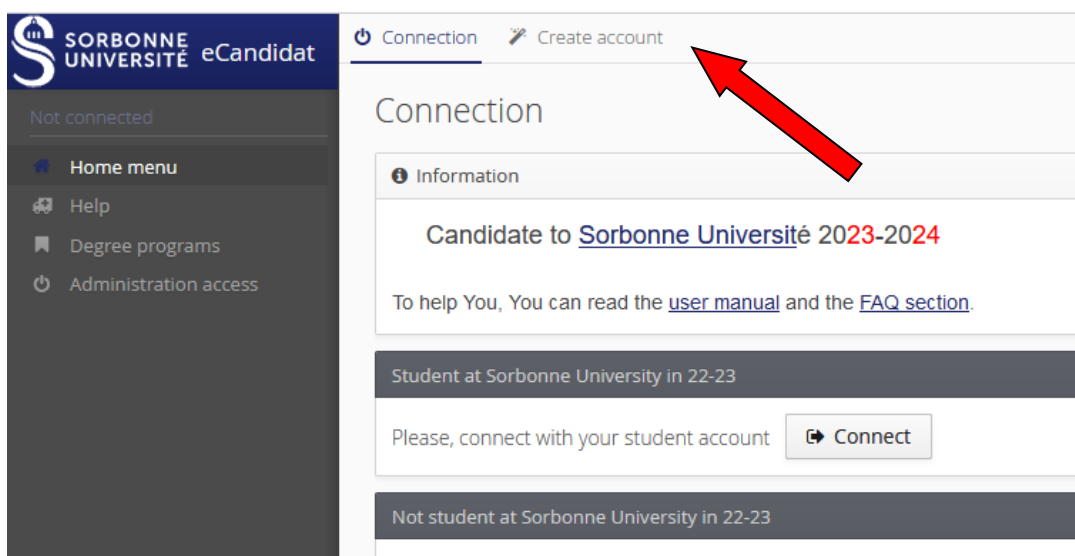 SORBONNE
UNIVERSITÉ eCandidat
Not connected
Home menu
Help
Degree programs
Administration access
Connection Create account
Connection
Information
Candidate to Sorbonne Université 2023-2024
To help You, You can read the user manual and the FAQ section.
Student at Sorbonne University in 22-23
Please, connect with your student account Connect
Not student at Sorbonne University in 22-23